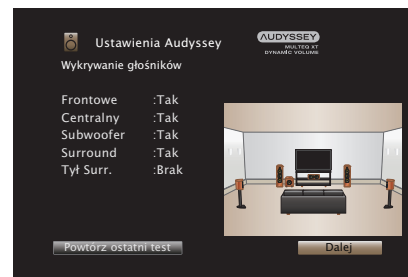 Ustawienia Audyssey
AUDYSSEY
MULTEQ XT
DYNAMIC VOLUME
Wykrywanie głośników
Frontowe :Tak
Centralny :Tak
Subwoofer :Tak
Surround :Tak
Tył Surr. :Brak
Powtórz ostatni test
Dalej